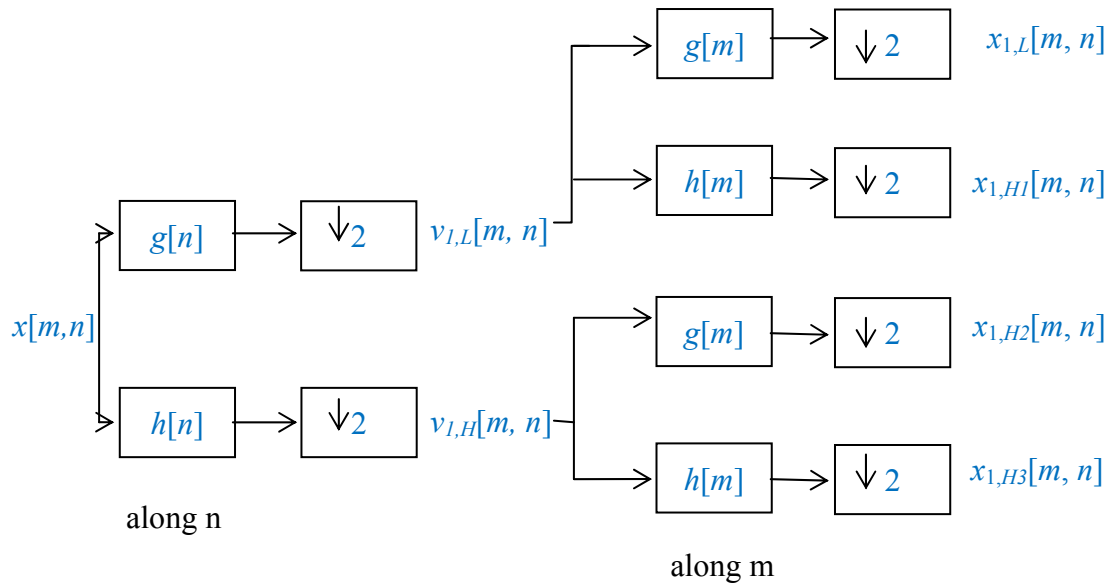 g[m] ↓ 2 x1,L[m, n]
h[m] ↓ 2 x1,H1[m, n]
g[n] ↓2 v1,L[m, n]
x[m,n]
g[m] ↓ 2 x1,H2[m, n]
h[n] ↓2 v1,H[m, n]
h[m] ↓ 2 x1,H3[m, n]
along n
along m